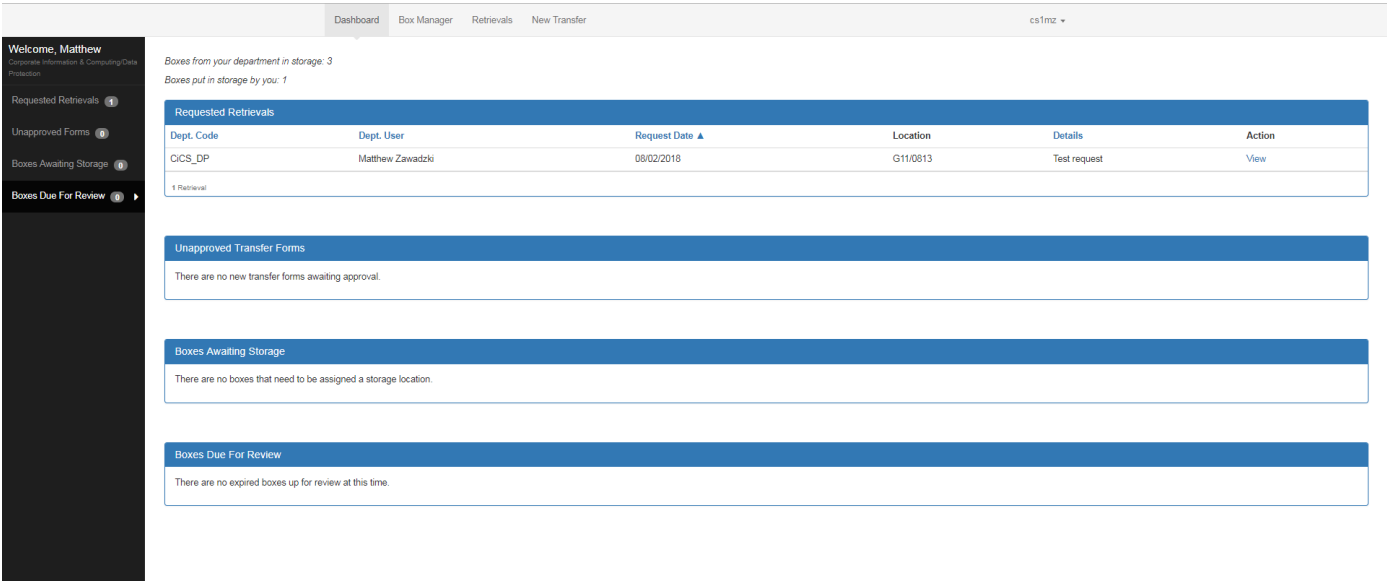 Dashboard Box Manager Retrievals New Transfer cs1mz
Welcome, Matthew
Corporate Information & Computing/Data
Protection
Requested Retrievals 1
Unapproved Forms 0
Boxes Awaiting Storage 0
Boxes Due For Review 0
Boxes from your department in storage: 3
Boxes put in storage by you: 1
Requested Retrievals
Dept. Code Dept. User Request Date ▲ Location Details Action
CiCS_DP Matthew Zawadzki 08/02/2018 G11/0813 Test request View
1 Retrieval
Unapproved Transfer Forms
There are no new transfer forms awaiting approval.
Boxes Awaiting Storage
There are no boxes that need to be assigned a storage location.
Boxes Due For Review
There are no expired boxes up for review at this time.